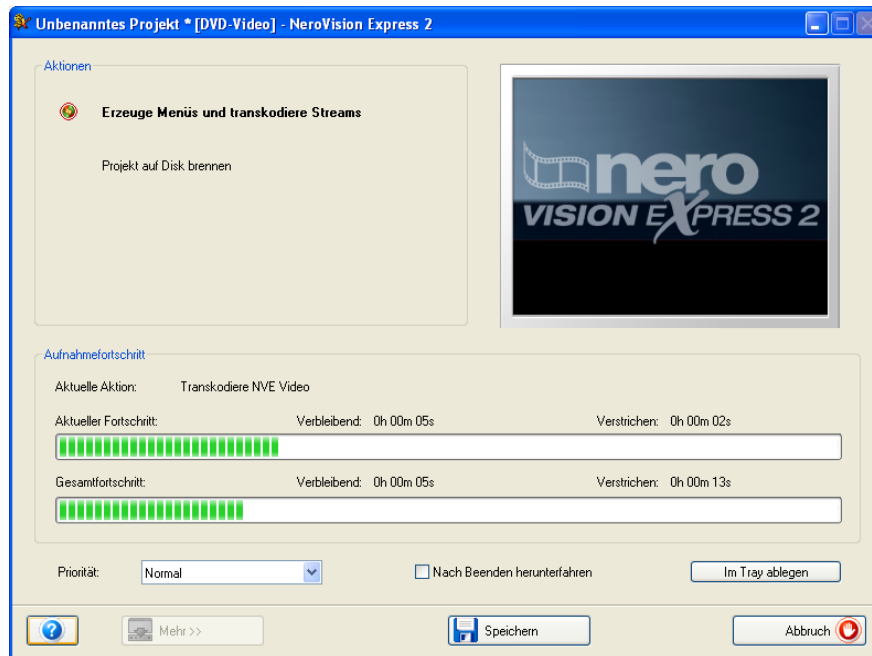 Unbenanntes Projekt * [DVD-Video] - NeroVision Express 2
Aktionen
Erzeuge Menüs und transkodiere Streams
Projekt auf Disk brennen
nero
VISION EXPRESS 2
Aufnahmefortschritt
Aktuelle Aktion: Transkodiere NVE Video
Aktueller Fortschritt: Verbleibend: 0h 00m 05s Verstrichen: 0h 00m 02s
Gesamtfortschritt: Verbleibend: 0h 00m 05s Verstrichen: 0h 00m 13s
Priorität: Normal Nach Beenden herunterfahren Im Tray ablegen
? Mehr >> Speichern Abbruch